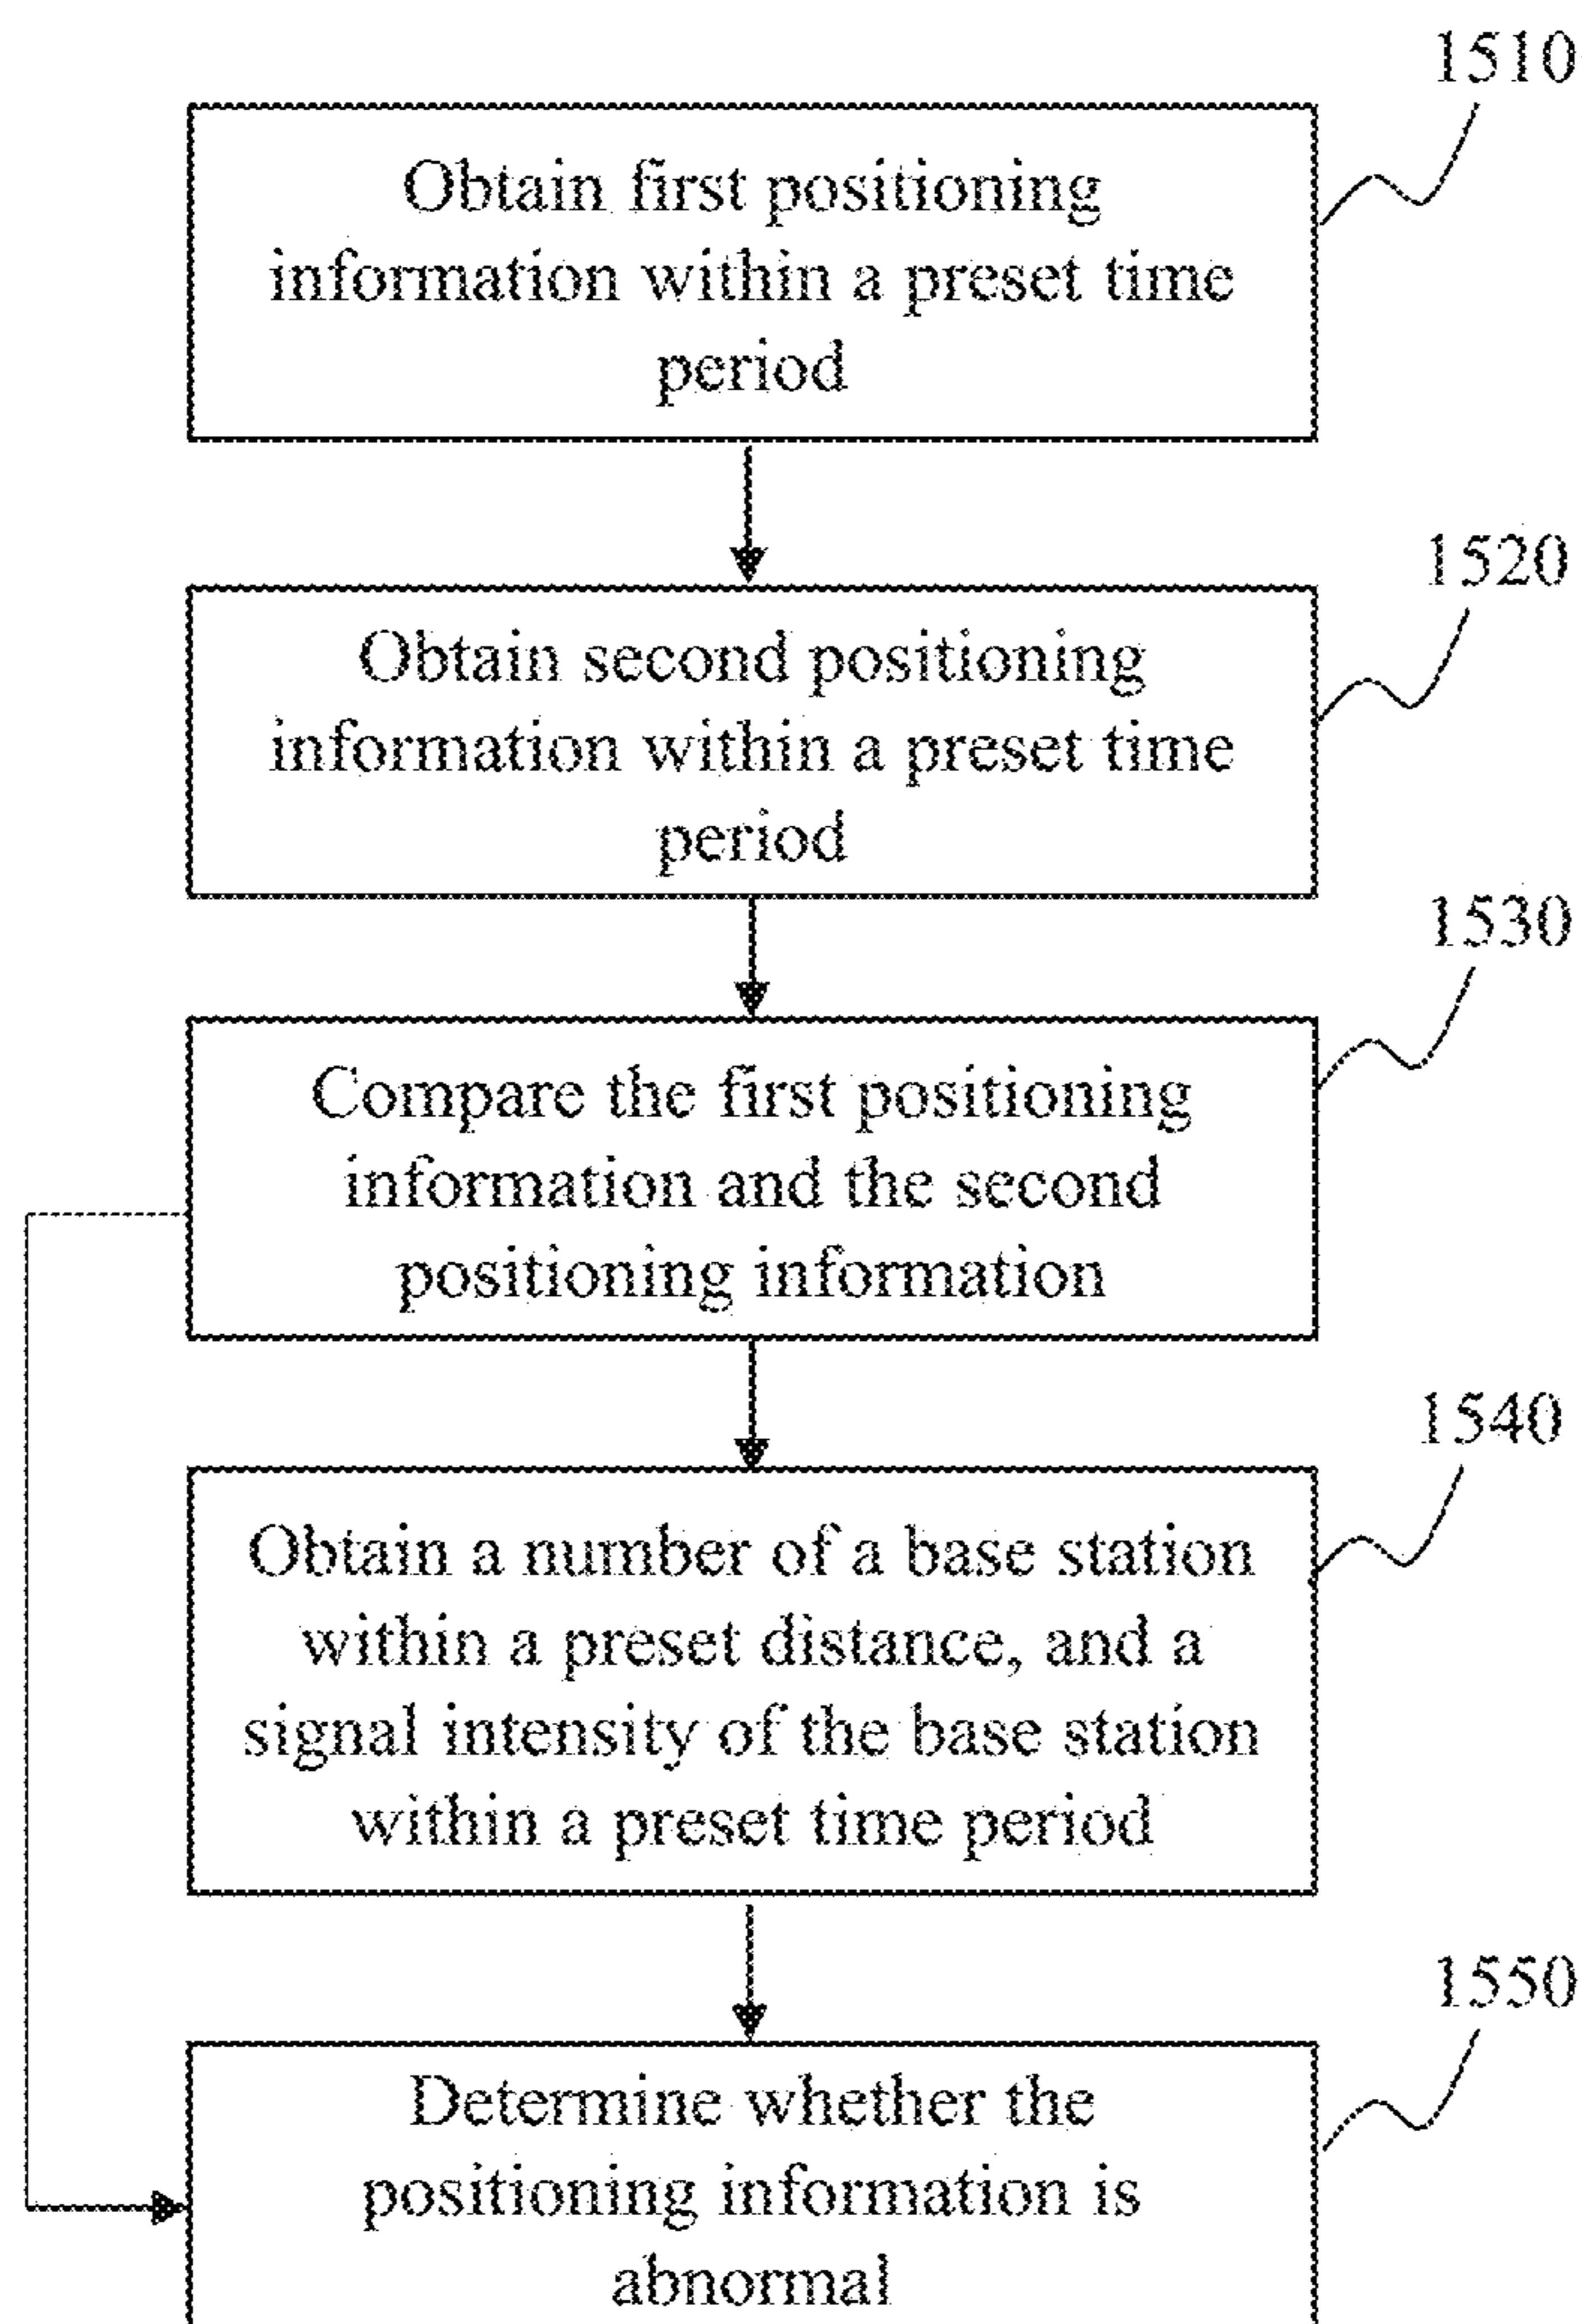 1510
Obtain first positioning
information within a preset time
period
1520
Obtain second positioning
information within a preset time
period
1530
Compare the first positioning
information and the second
positioning information
1540
Obtain a number of a base station
within a preset distance, and a
signal intensity of the base station
within a preset time period
1550
Determine whether the
positioning information is
abnormal